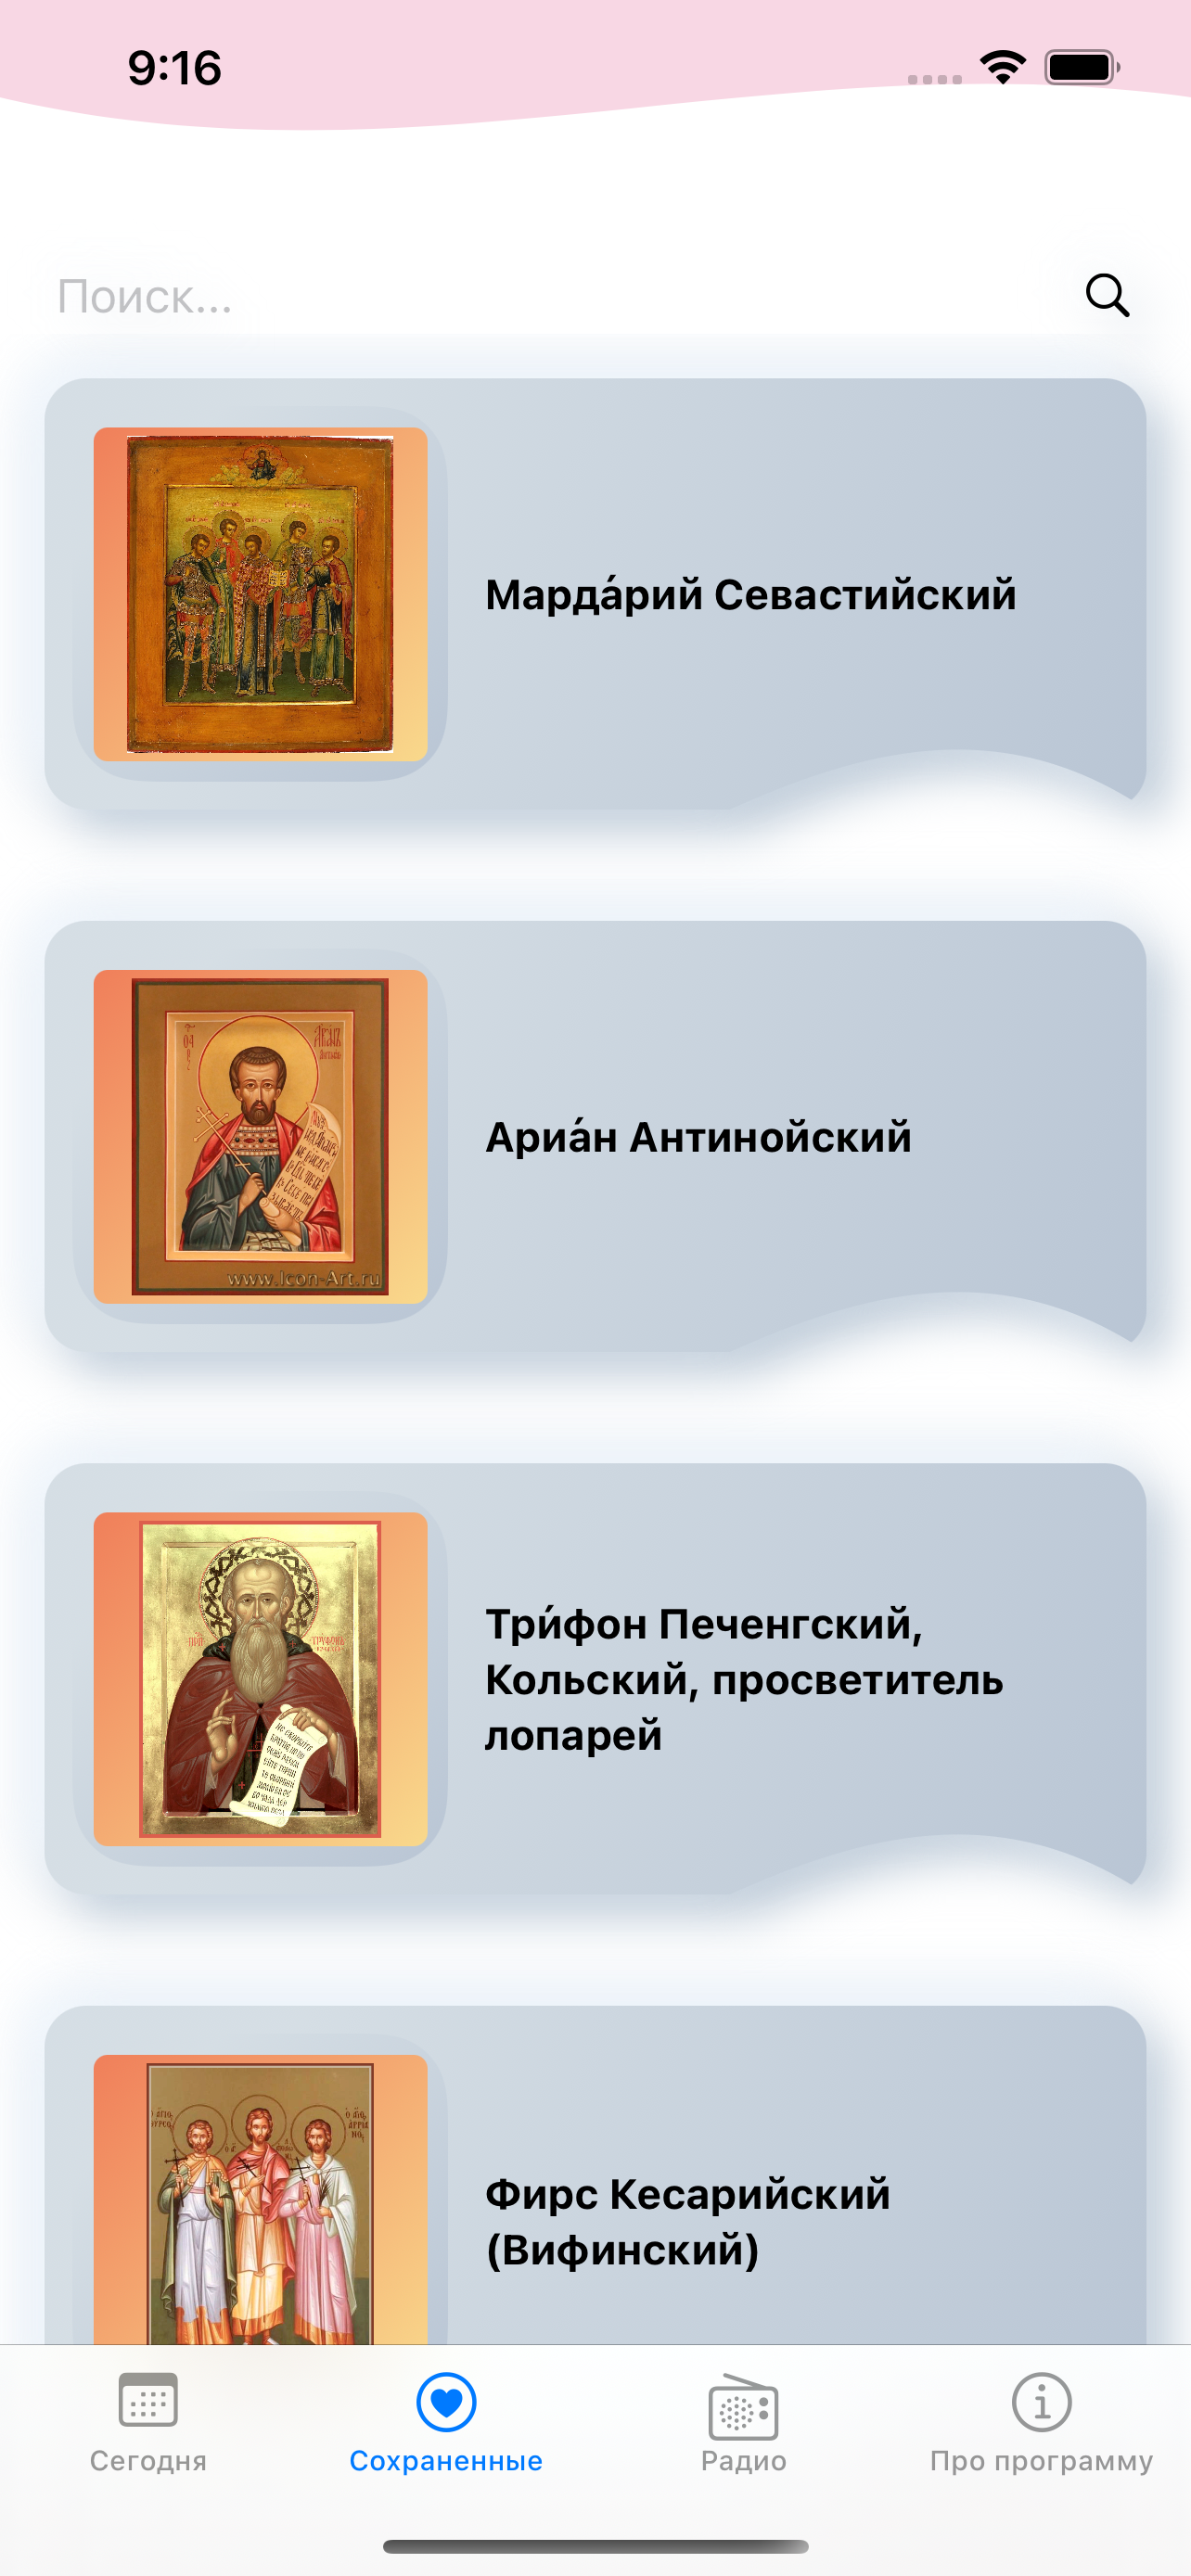 9:16
Поиск...
Марда́рий Севастийский
Ариа́н Антинойский
www.Icon-Art.ru
Три́фон Печенгский,
Кольский, просветитель
лопарей
Фирс Кесарийский
(Вифинский)
Сегодня
Сохраненные
Радио
Про программу